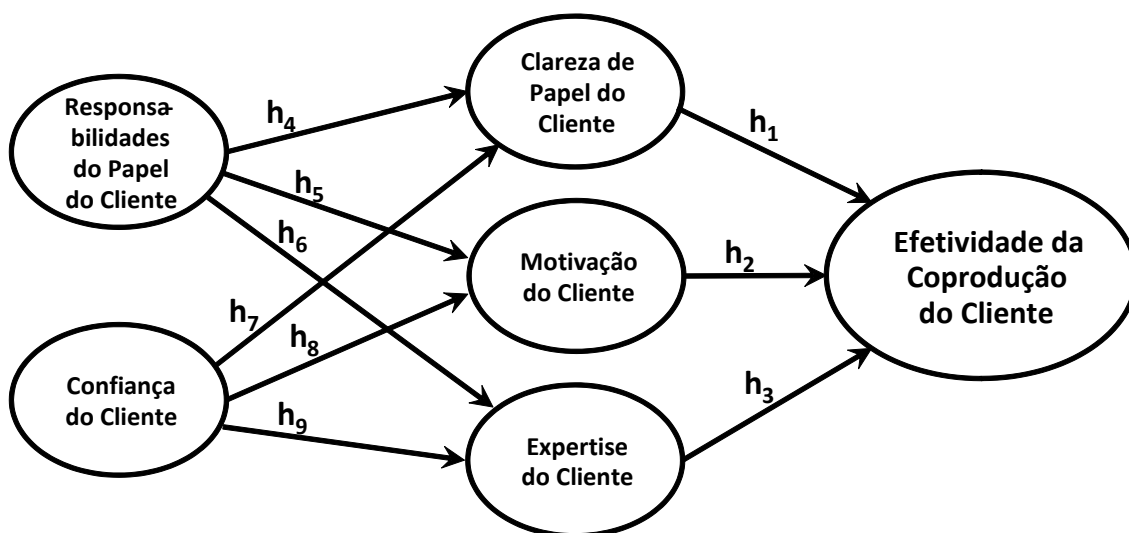 Responsa-
bilidades
do Papel
do Cliente
Confiança
do Cliente
h4
h5
h6
h7
h8
h9
Clareza de
Papel do
Cliente
Motivação
do Cliente
Expertise
do Cliente
h1
h2
h3
Efetividade da
Coprodução
do Cliente